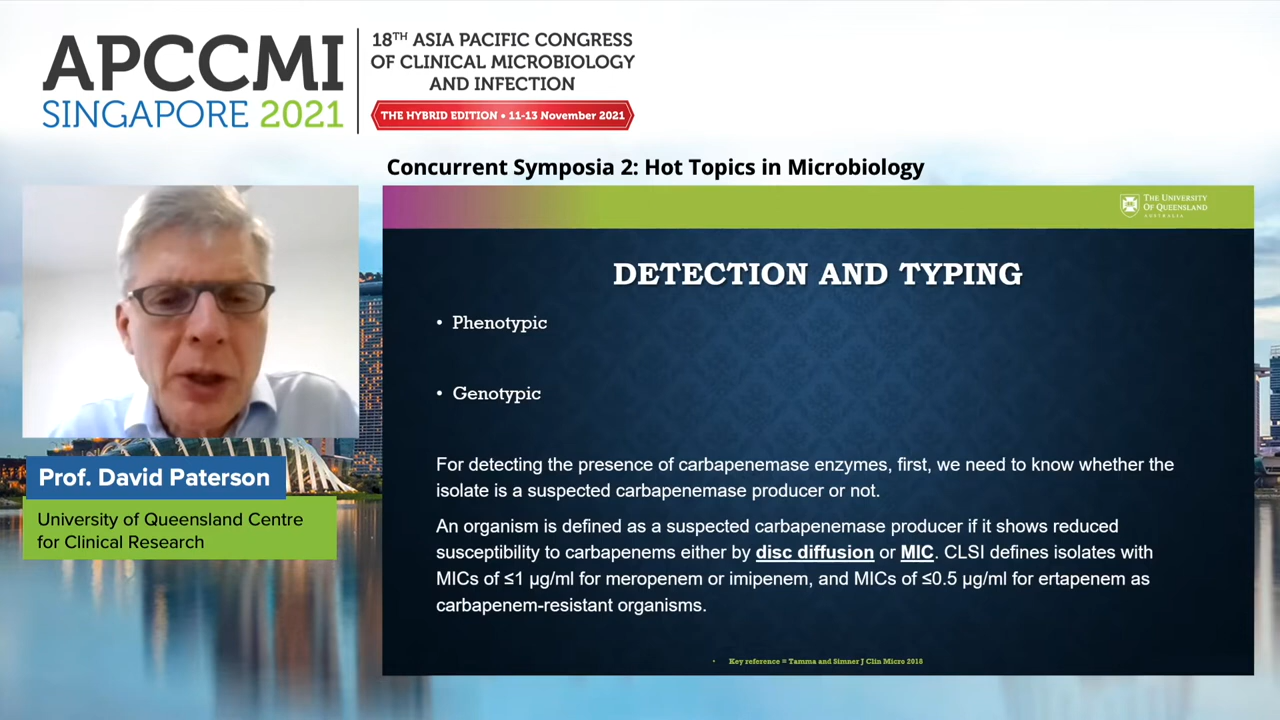 APCCMI
SINGAPORE 2021
18TH ASIA PACIFIC CONGRESS
OF CLINICAL MICROBIOLOGY
AND INFECTION
THE HYBRID EDITION • 11-13 November 2021
Concurrent Symposia 2: Hot Topics in Microbiology
THE UNIVERSITY
OF QUEENSLAND
AUSTRALIA
DETECTION AND TYPING
• Phenotypic
• Genotypic
For detecting the presence of carbapenemase enzymes, first, we need to know whether the
isolate is a suspected carbapenemase producer or not.
An organism is defined as a suspected carbapenemase producer if it shows reduced
susceptibility to carbapenems either by disc diffusion or MIC. CLSI defines isolates with
MICs of ≤1 μg/ml for meropenem or imipenem, and MICs of ≤0.5 μg/ml for ertapenem as
carbapenem-resistant organisms.
• Key reference = Tamma and Simner J Clin Micro 2018
Prof. David Paterson
University of Queensland Centre
for Clinical Research